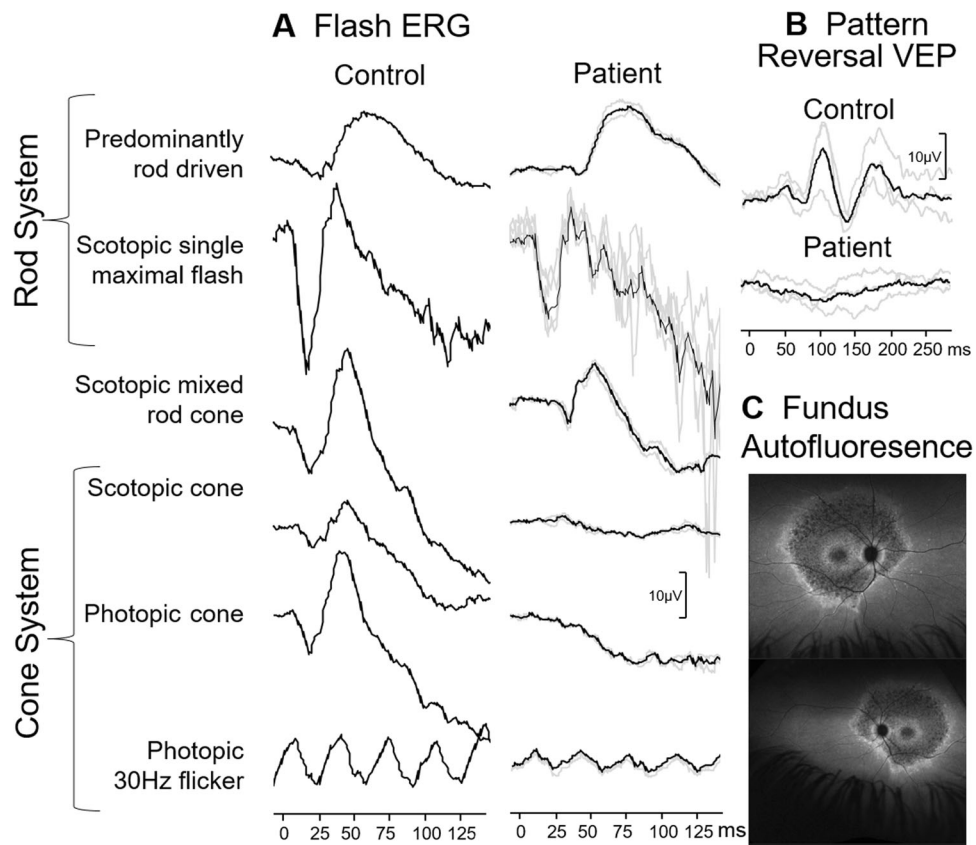 A Flash ERG
Control
Patient
Rod System
Predominantly
rod driven
Scotopic single
maximal flash
Scotopic mixed
rod cone
Cone System
Scotopic cone
Photopic cone
Photopic
30Hz flicker
10µV
0 25 50 75 100 125
0 25 75 100 125 ms
B Pattern
Reversal VEP
Control
10µV
Patient
0 50 100 150 200 250 ms
C Fundus
Autofluoresence